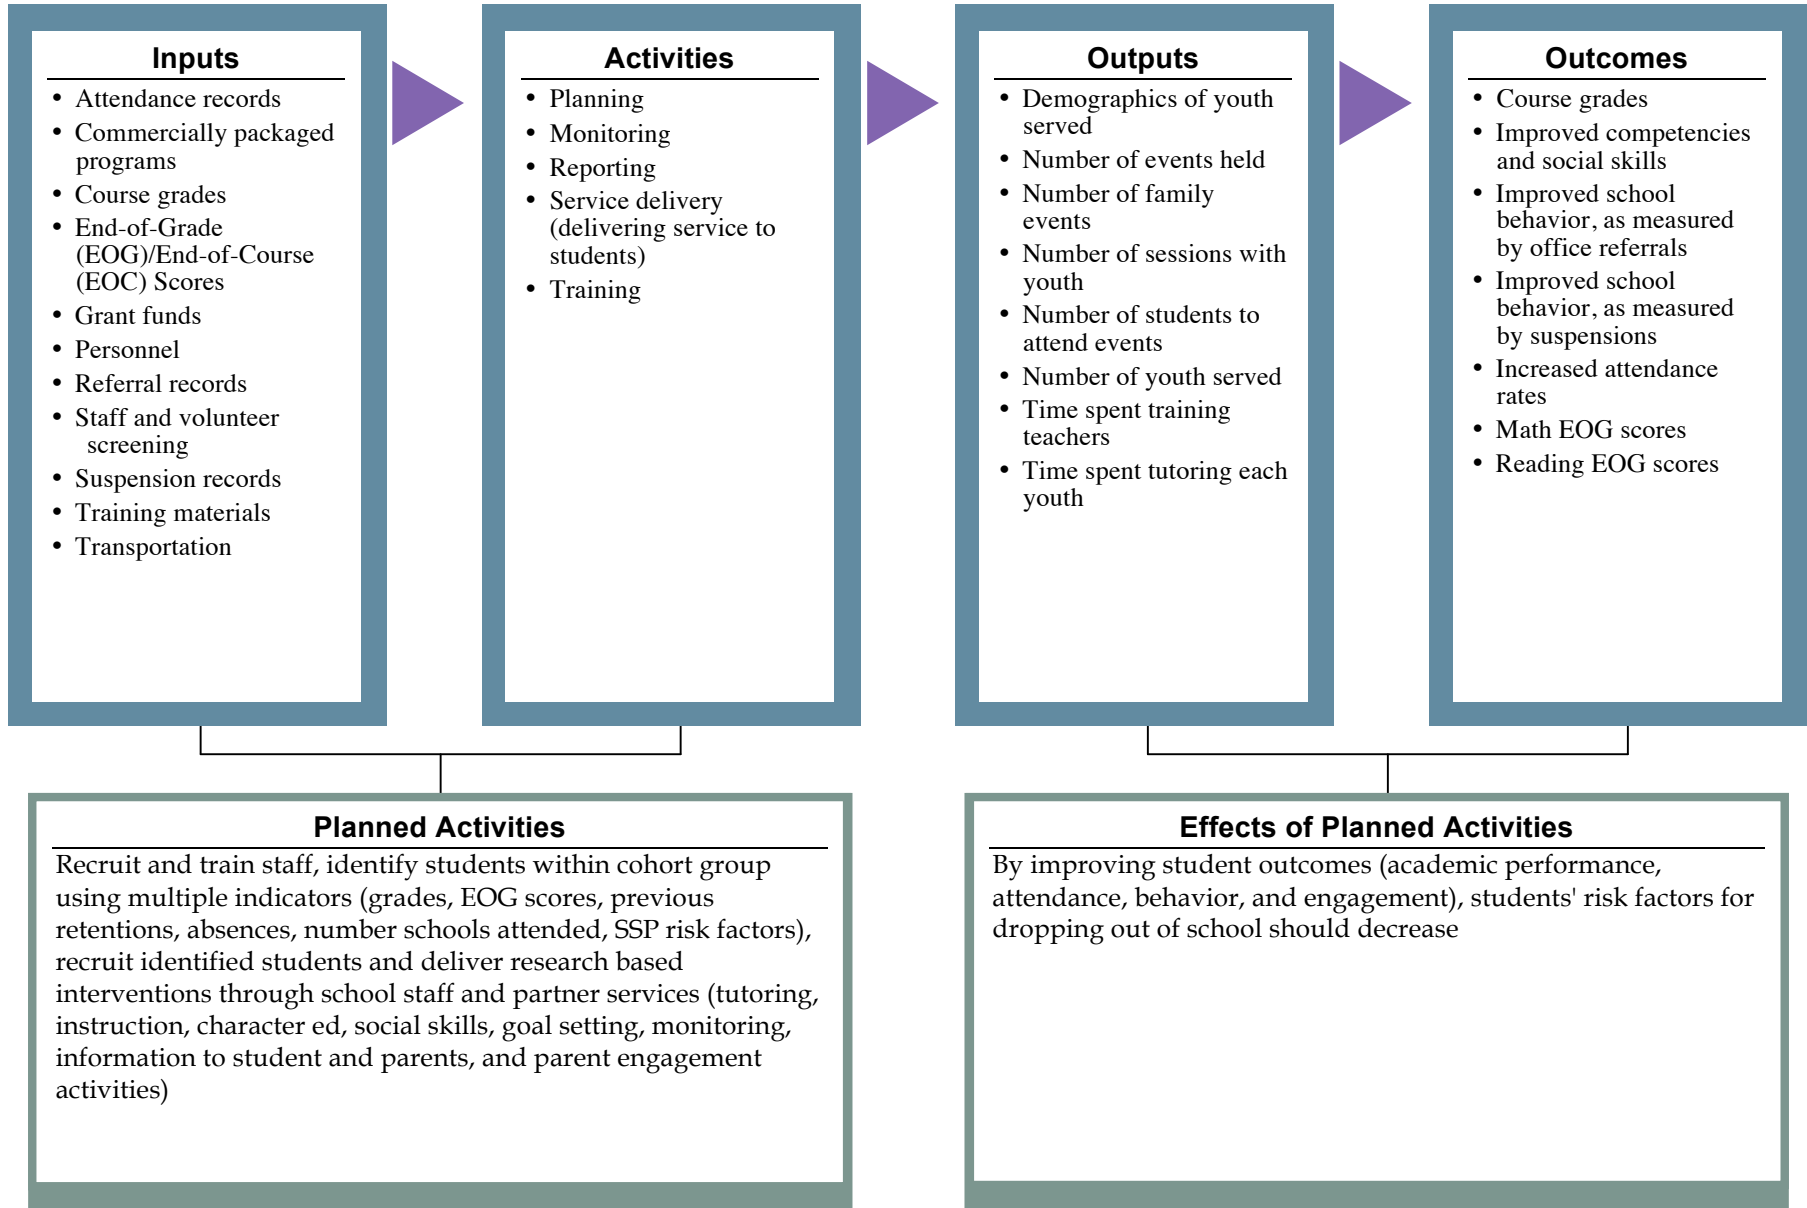 Inputs
• Attendance records
• Commercially packaged
programs
• Course grades
• End-of-Grade
(EOG)/End-of-Course
(EOC) Scores
• Grant funds
• Personnel
• Referral records
• Staff and volunteer
screening
• Suspension records
• Training materials
• Transportation
Activities
• Planning
• Monitoring
• Reporting
• Service delivery
(delivering service to
students)
• Training
Outputs
• Demographics of youth
served
• Number of events held
• Number of family
events
• Number of sessions with
youth
• Number of students to
attend events
• Number of youth served
• Time spent training
teachers
• Time spent tutoring each
youth
Outcomes
• Course grades
• Improved competencies
and social skills
• Improved school
behavior, as measured
by office referrals
• Improved school
behavior, as measured
by suspensions
• Increased attendance
rates
• Math EOG scores
• Reading EOG scores
Planned Activities
Recruit and train staff, identify students within cohort group
using multiple indicators (grades, EOG scores, previous
retentions, absences, number schools attended, SSP risk factors),
recruit identified students and deliver research based
interventions through school staff and partner services (tutoring,
instruction, character ed, social skills, goal setting, monitoring,
information to student and parents, and parent engagement
activities)
Effects of Planned Activities
By improving student outcomes (academic performance,
attendance, behavior, and engagement), students' risk factors for
dropping out of school should decrease